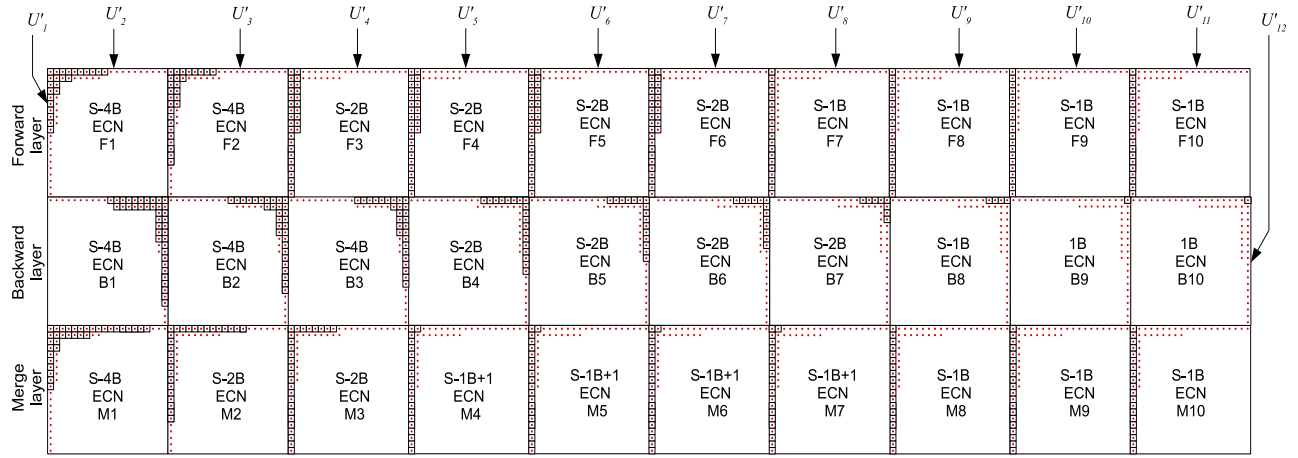 U'1 U'2 U'3 U'4 U'5 U'6 U'7 U'8 U'9 U'10 U'11 U'12
Forward
layer
S-4B S-4B S-2B S-2B S-2B S-2B S-1B S-1B S-1B S-1B
ECN ECN ECN ECN ECN ECN ECN ECN ECN ECN
F1 F2 F3 F4 F5 F6 F7 F8 F9 F10
Backward
layer
S-4B S-4B S-4B S-2B S-2B S-2B S-2B S-1B 1B 1B
ECN ECN ECN ECN ECN ECN ECN ECN ECN ECN
B1 B2 B3 B4 B5 B6 B7 B8 B9 B10
Merge
layer
S-4B S-2B S-2B S-1B+1 S-1B+1 S-1B+1 S-1B+1 S-1B S-1B S-1B
ECN ECN ECN ECN ECN ECN ECN ECN ECN ECN
M1 M2 M3 M4 M5 M6 M7 M8 M9 M10